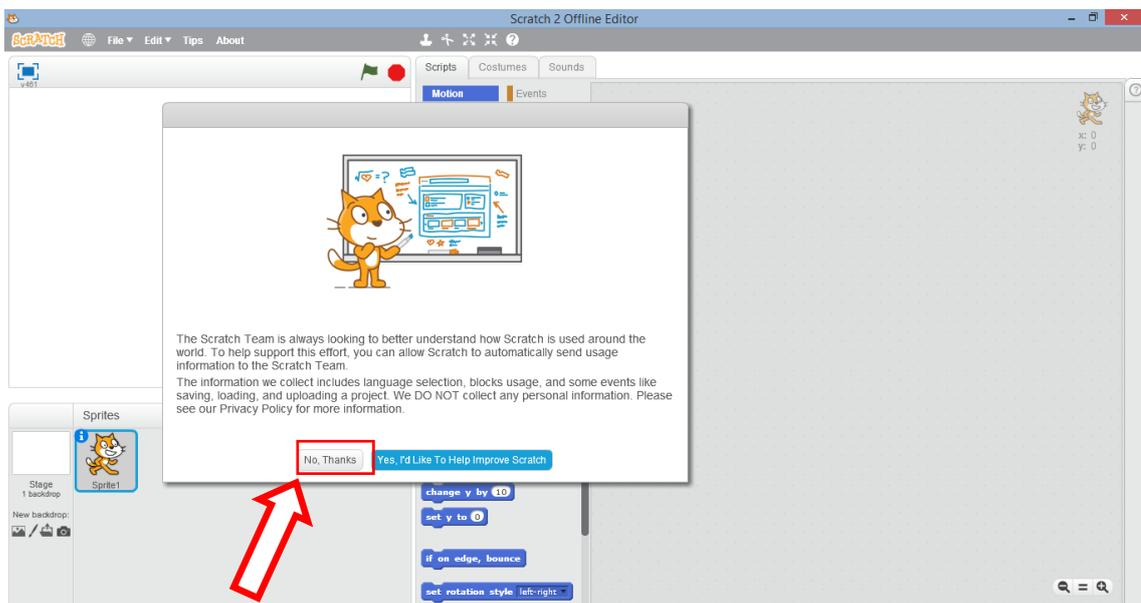 Scratch 2 Offline Editor
SCRATCH File Edit Tips About
v461
Scripts Costumes Sounds
Motion Events
x: 0
y: 0
√ = ?
The Scratch Team is always looking to better understand how Scratch is used around the
world. To help support this effort, you can allow Scratch to automatically send usage
information to the Scratch Team.
The information we collect includes language selection, blocks usage, and some events like
saving, loading, and uploading a project. We DO NOT collect any personal information. Please
see our Privacy Policy for more information.
No, Thanks Yes, I'd Like To Help Improve Scratch
Sprites
Stage
1 backdrop
Sprite1
New backdrop:
change y by 10
set y to 0
if on edge, bounce
set rotation style left-right